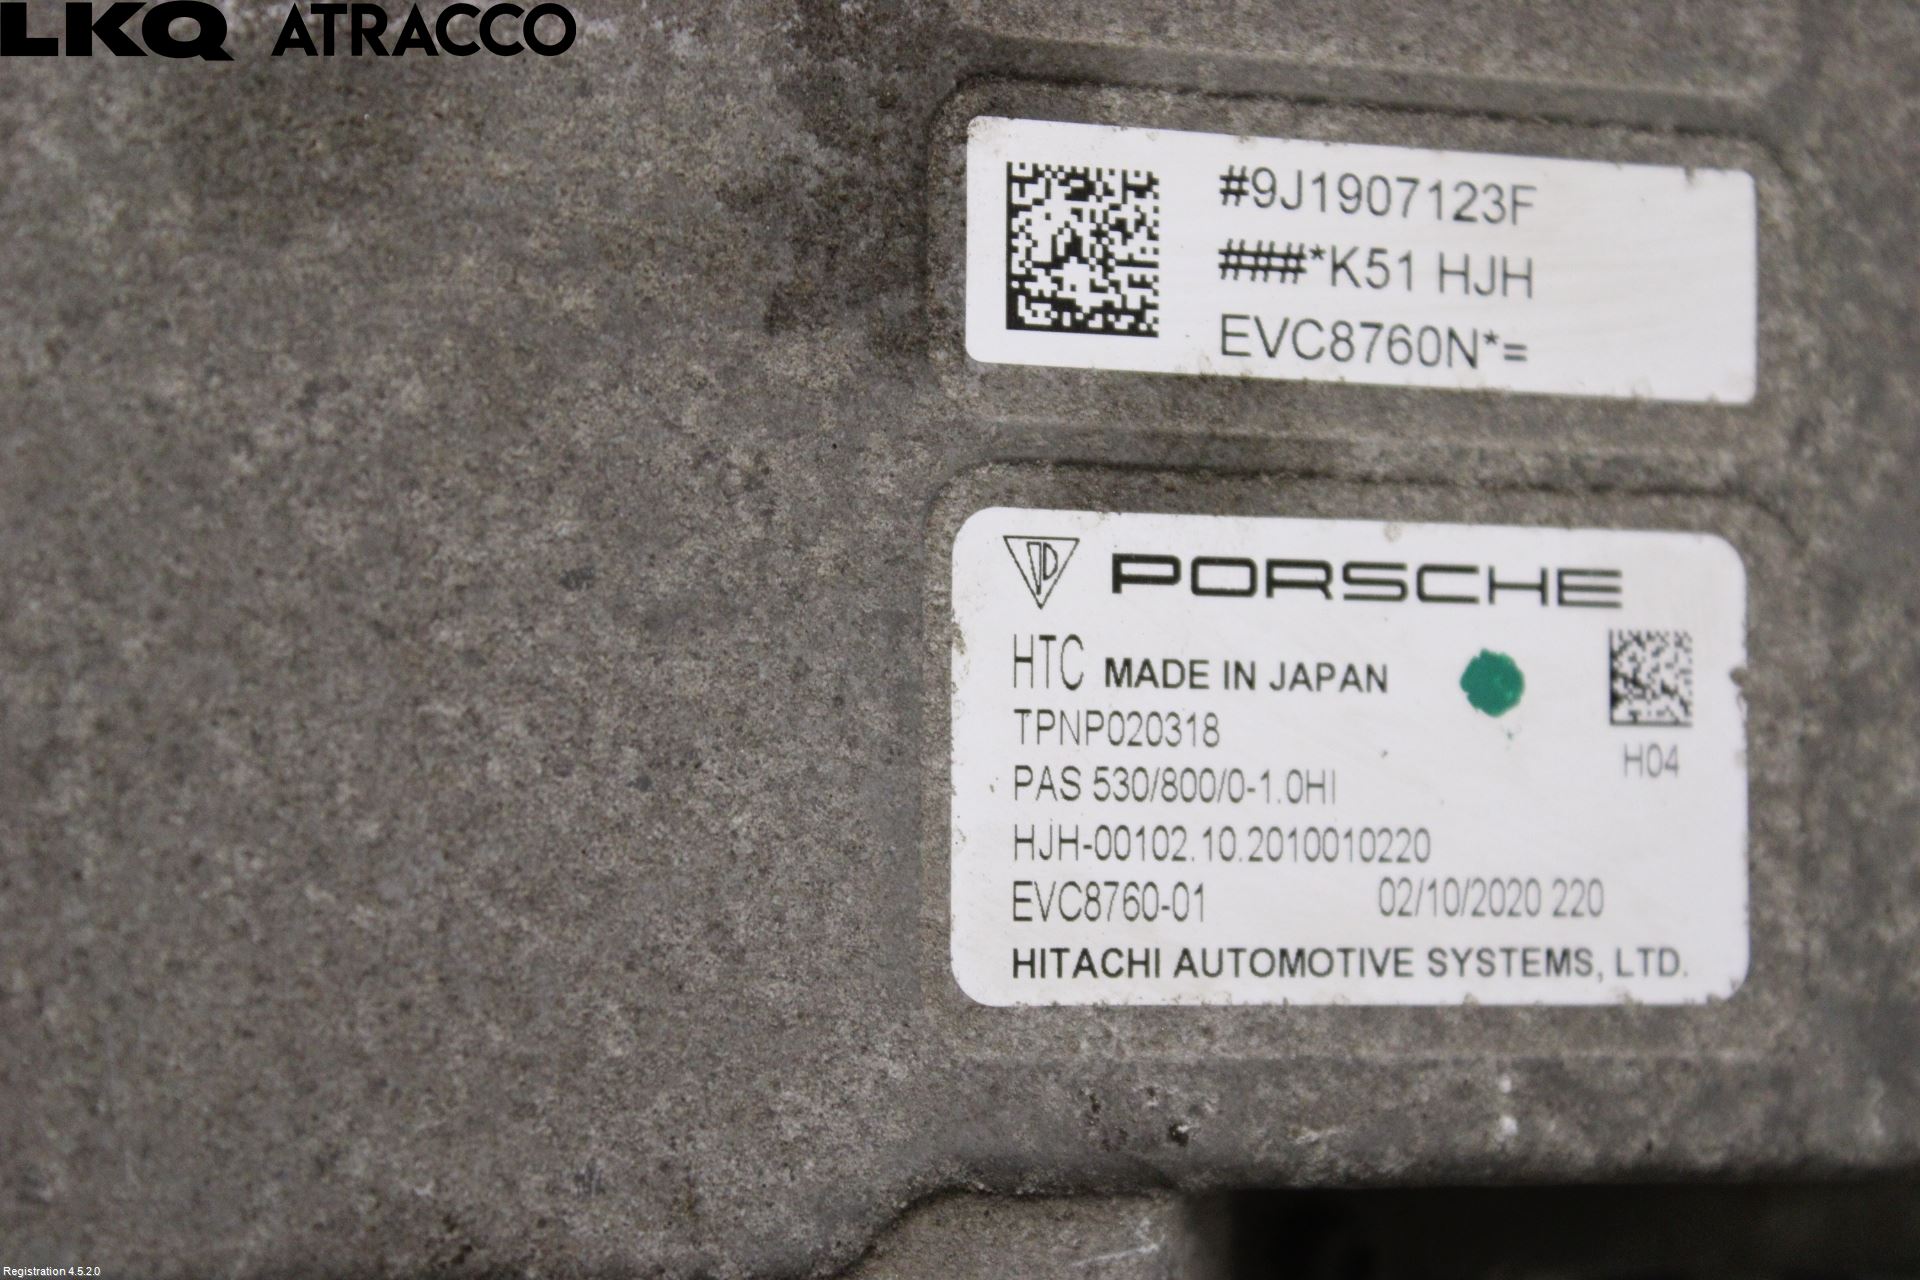 LKQ ATRACCO
#9J1907123F
###*K51 HJH
EVC8760N*=
PORSCHE
HTC MADE IN JAPAN
TPNP020318
H04
PAS 530/800/0-1.0HI
HJH-00102.10.2010010220
EVC8760-01 02/10/2020 220
HITACHI AUTOMOTIVE SYSTEMS, LTD.
Registration 4.5.2.0